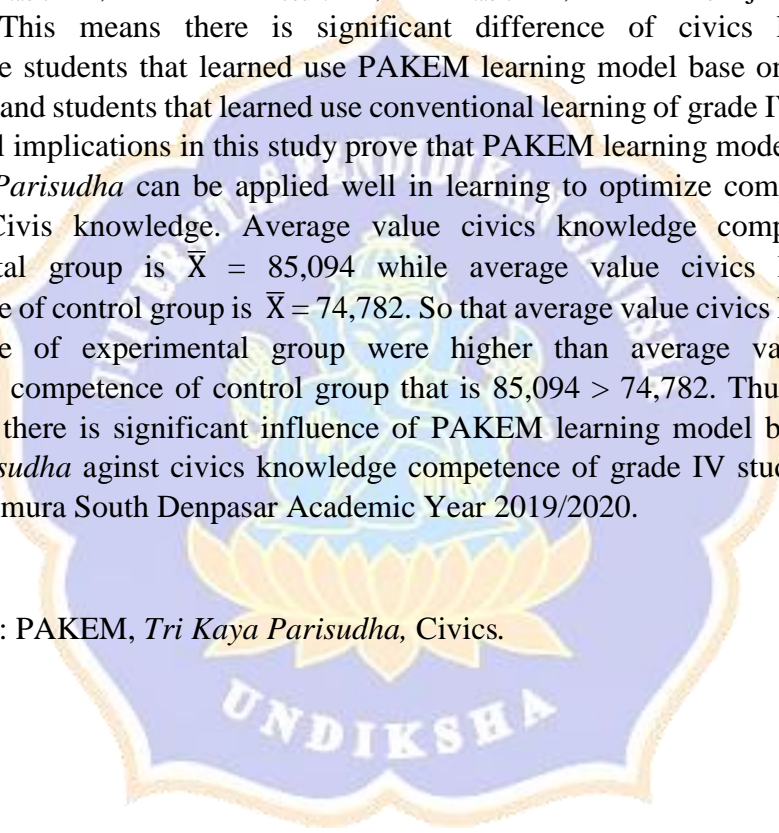 This means there is significant difference of civics
students that learned use PAKEM learning model base on
and students that learned use conventional learning of grade IV
implications in this study prove that PAKEM learning mode
Parisudha can be applied well in learning to optimize com
Civis knowledge. Average value civics knowledge comp
group is X̅ = 85,094 while average value civics
of control group is X̅ = 74,782. So that average value civics
of experimental group were higher than average va
competence of control group that is 85,094 > 74,782. Thu
there is significant influence of PAKEM learning model b
sudha aginst civics knowledge competence of grade IV stu
mura South Denpasar Academic Year 2019/2020.
: PAKEM, Tri Kaya Parisudha, Civics.
UNIVERSITAS PENDIDIKAN GANESHA
UNDIKSHA